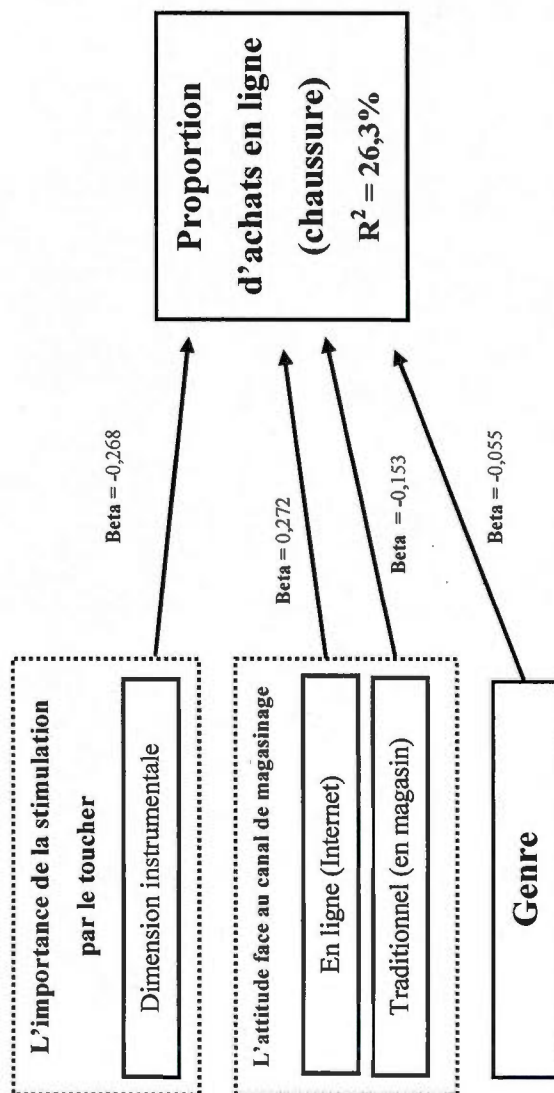 L'importance de la stimulation
par le toucher
Dimension instrumentale
L'attitude face au canal de magasinage
En ligne (Internet)
Traditionnel (en magasin)
Genre
Beta = -0,268
Beta = 0,272
Beta = -0,153
Beta = -0,055
Proportion
d'achats en ligne
(chaussure)
R² = 26,3%